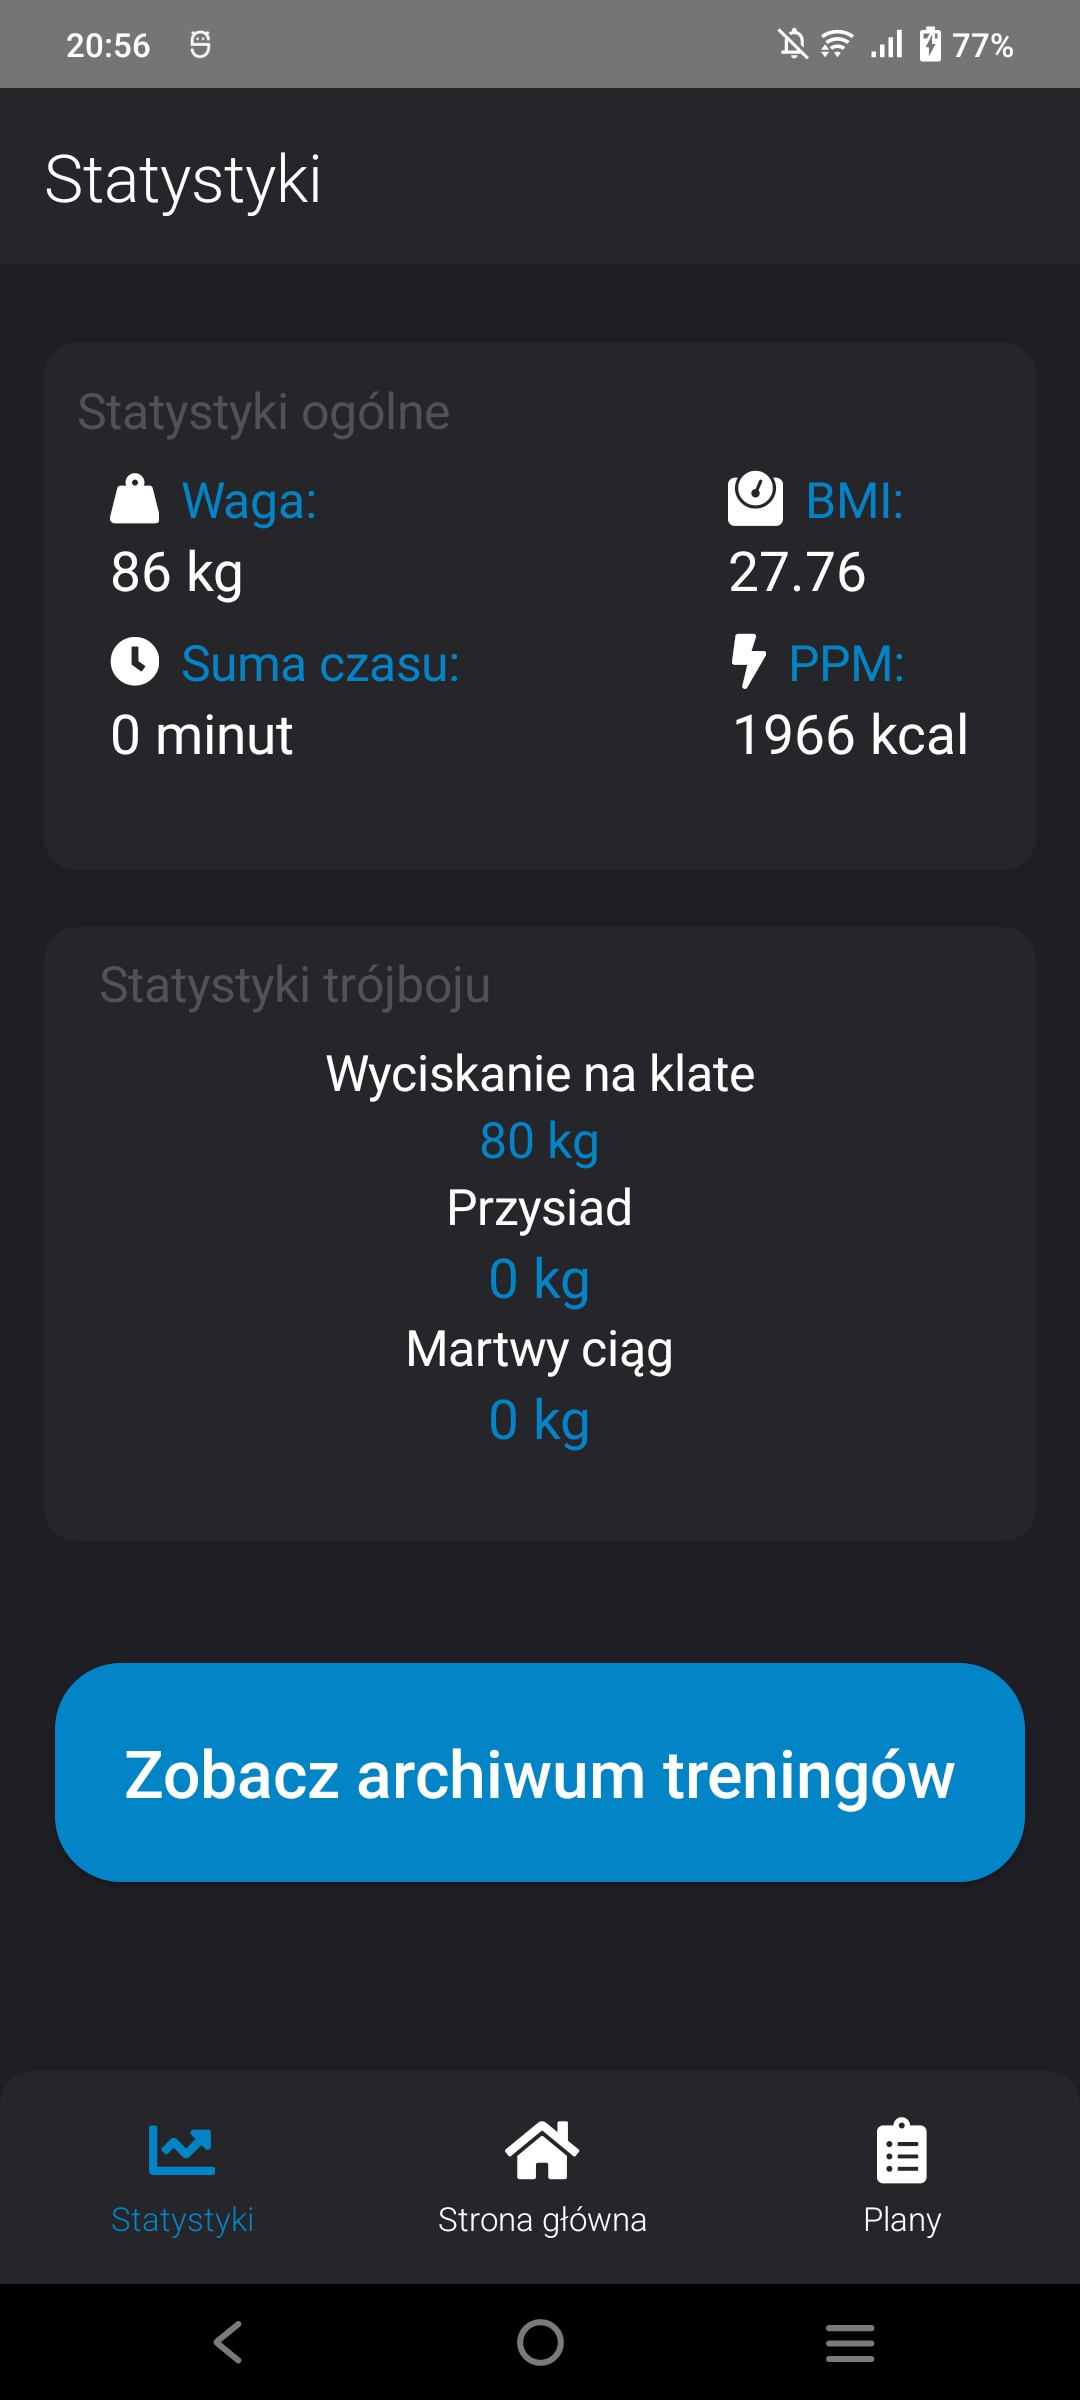 20:56
77%
Statystyki
Statystyki ogólne
Waga:
BMI:
86 kg
27.76
Suma czasu:
PPM:
0 minut
1966 kcal
Statystyki trójboju
Wyciskanie na klate
80 kg
Przysiad
0 kg
Martwy ciąg
0 kg
Zobacz archiwum treningów
Statystyki
Strona główna
Plany